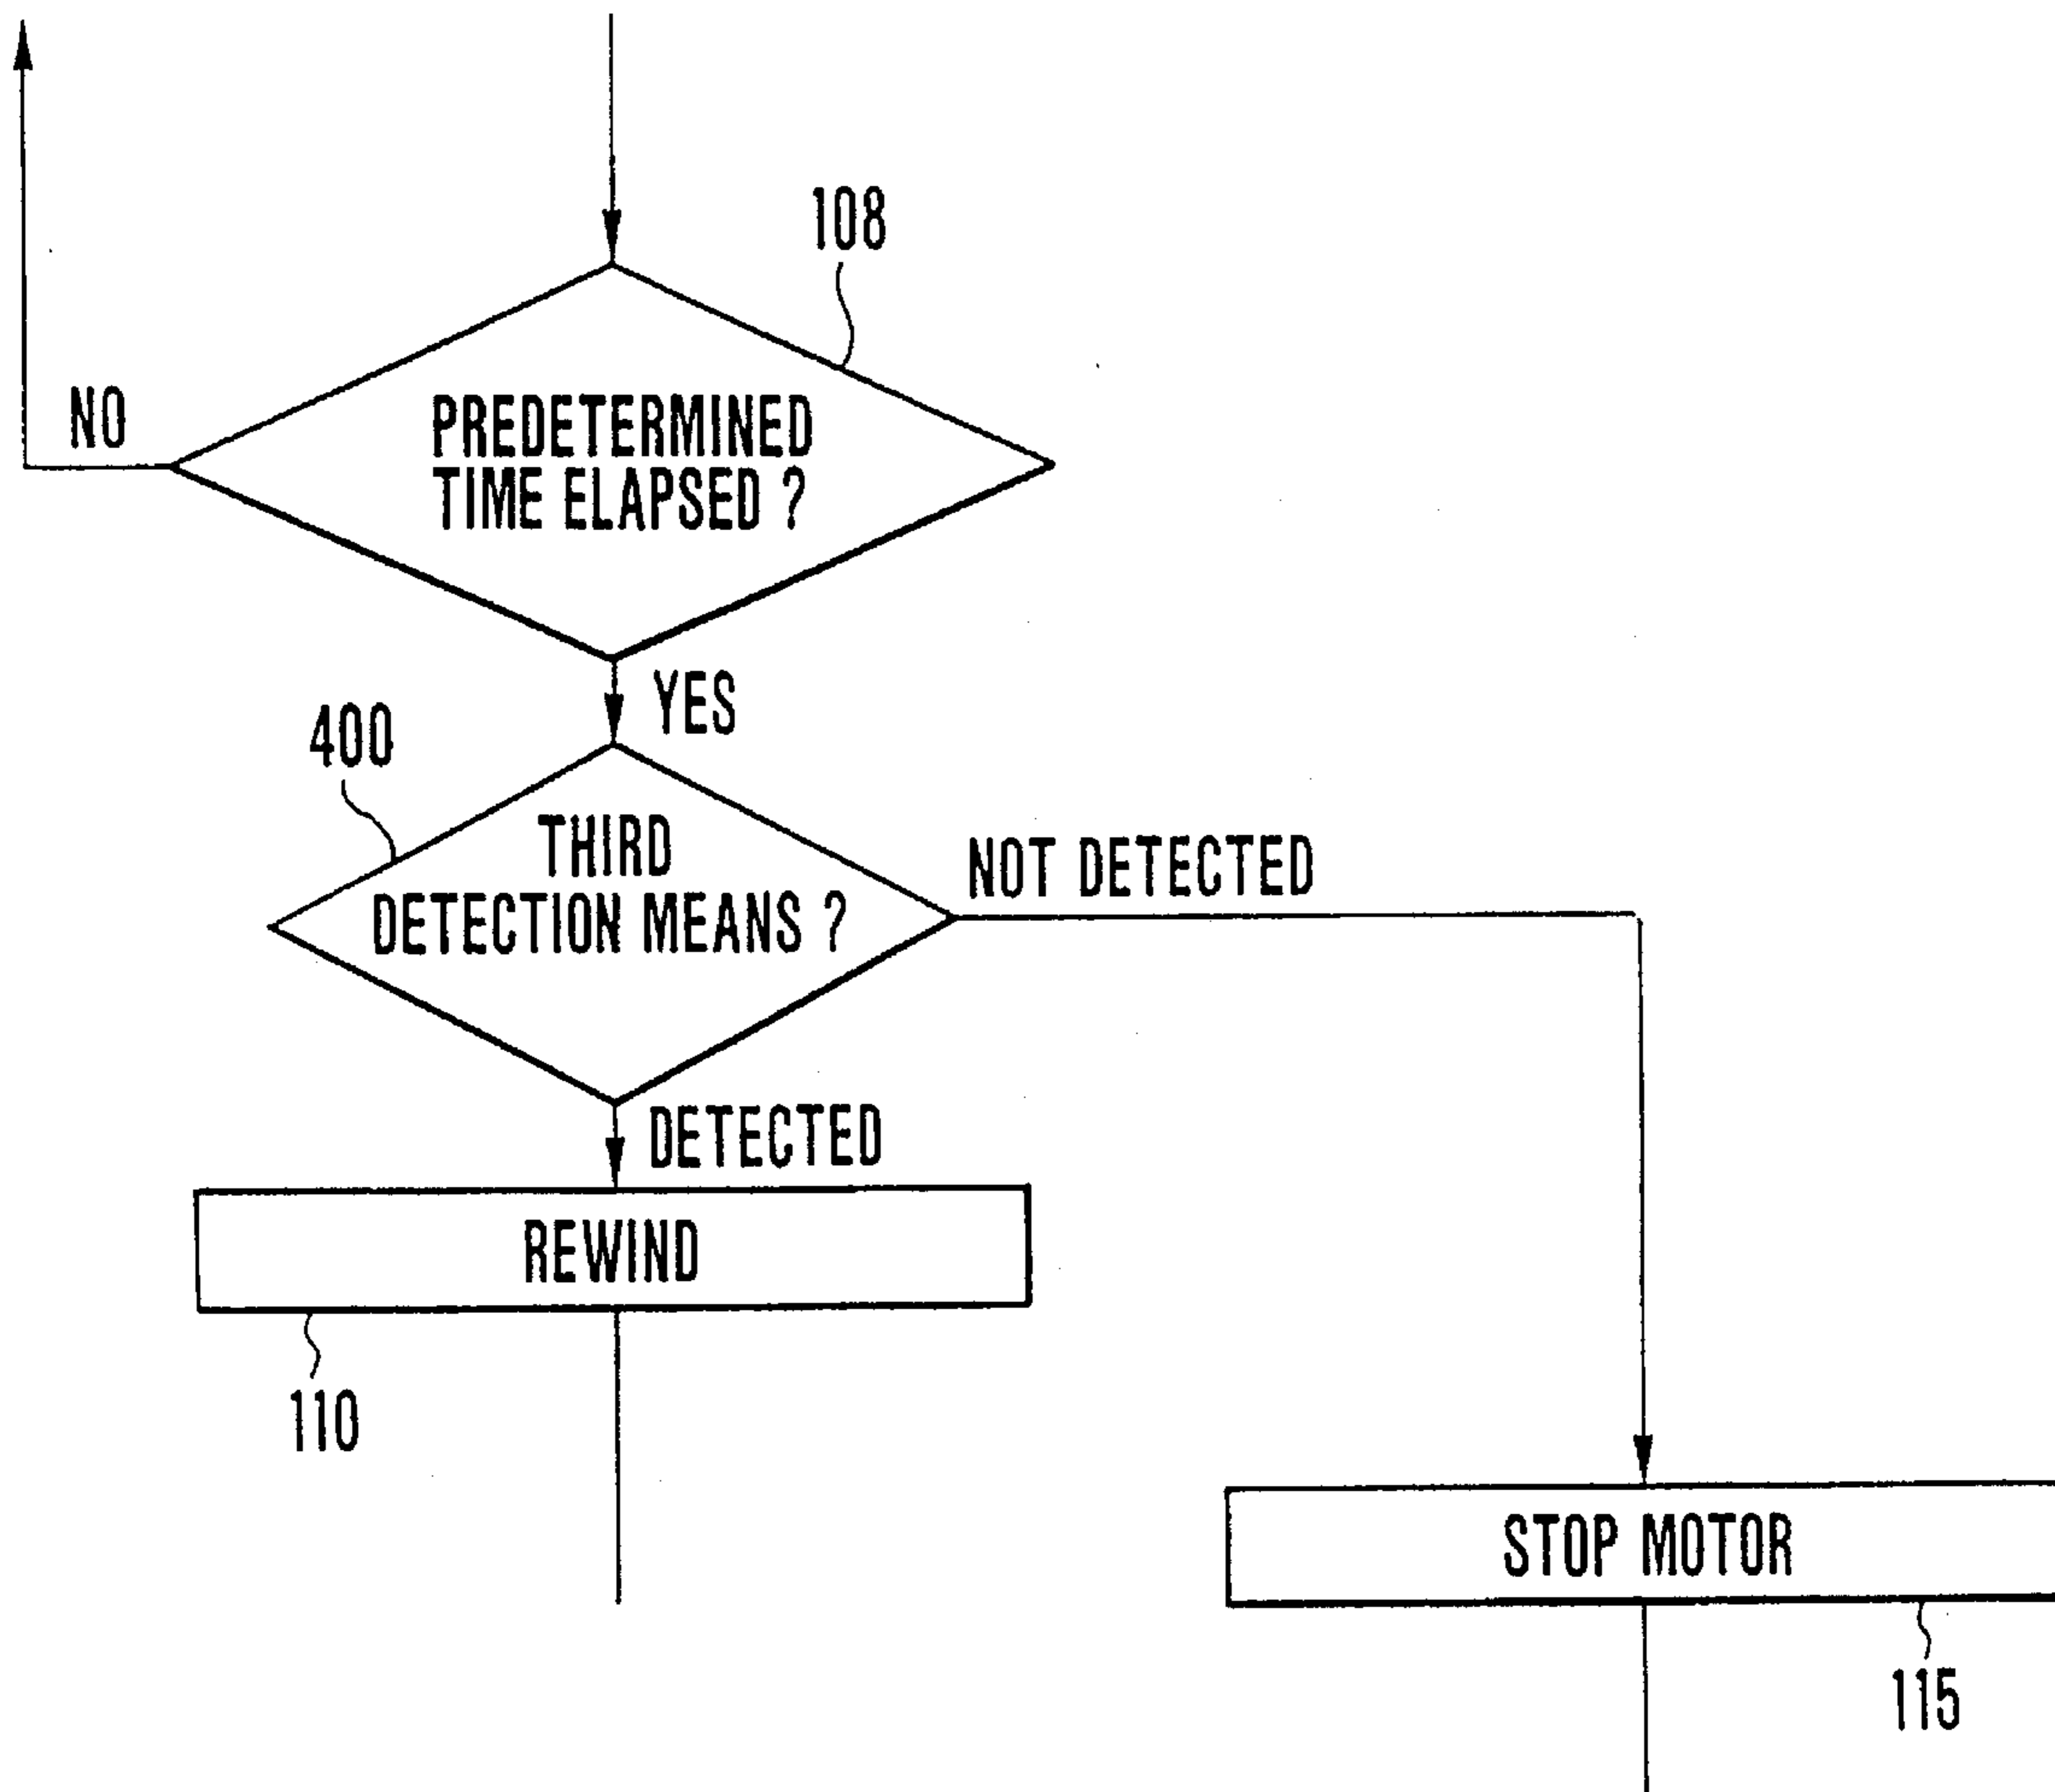 108
NO
PREDETERMINED
TIME ELAPSED ?
YES
400
THIRD
DETECTION MEANS ?
NOT DETECTED
DETECTED
REWIND
110
STOP MOTOR
115